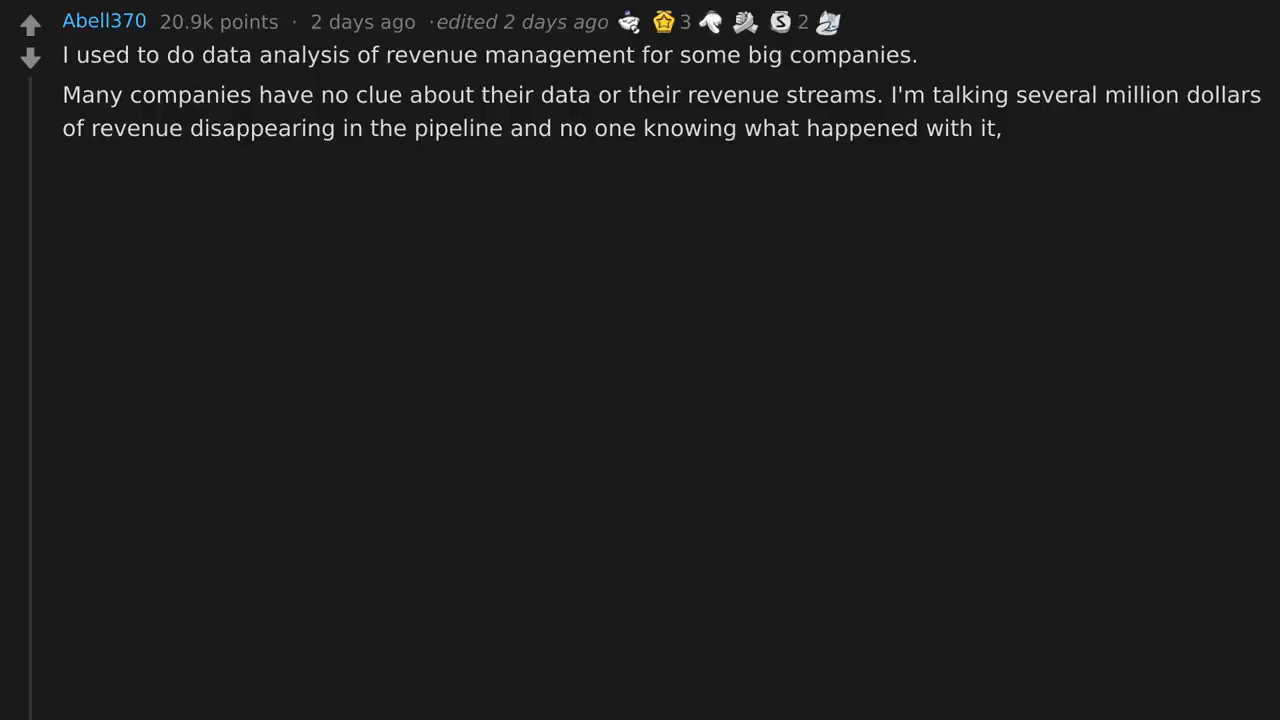 Abell370 20.9k points · 2 days ago · edited 2 days ago 3 S 2
I used to do data analysis of revenue management for some big companies.
Many companies have no clue about their data or their revenue streams. I'm talking several million dollars
of revenue disappearing in the pipeline and no one knowing what happened with it,